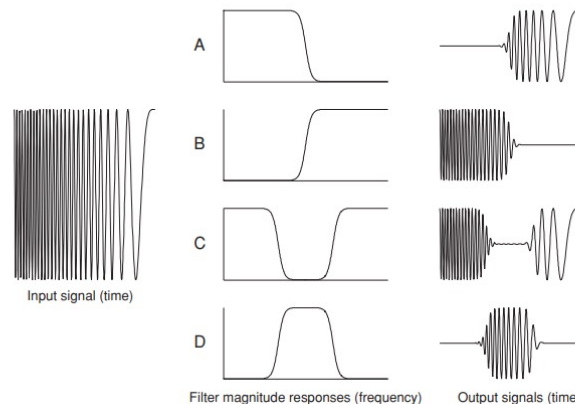 A
B
C
D
Input signal (time)
Filter magnitude responses (frequency)
Output signals (time